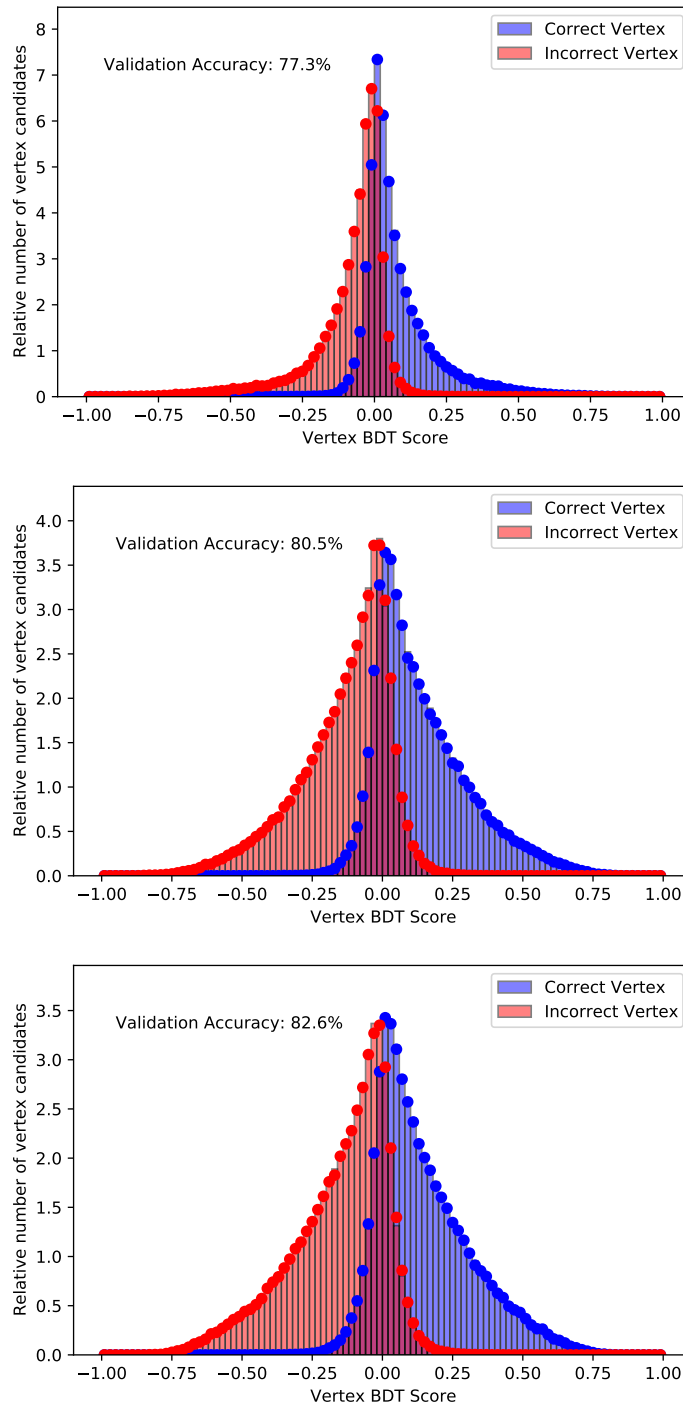 Correct Vertex
Incorrect Vertex
Validation Accuracy: 77.3%
Relative number of vertex candidates
8
7
6
5
4
3
2
1
0
−1.00 −0.75 −0.50 −0.25 0.00 0.25 0.50 0.75 1.00
Vertex BDT Score
Correct Vertex
Incorrect Vertex
Validation Accuracy: 80.5%
Relative number of vertex candidates
4.0
3.5
3.0
2.5
2.0
1.5
1.0
0.5
0.0
−1.00 −0.75 −0.50 −0.25 0.00 0.25 0.50 0.75 1.00
Vertex BDT Score
Correct Vertex
Incorrect Vertex
Validation Accuracy: 82.6%
Relative number of vertex candidates
3.5
3.0
2.5
2.0
1.5
1.0
0.5
0.0
−1.00 −0.75 −0.50 −0.25 0.00 0.25 0.50 0.75 1.00
Vertex BDT Score